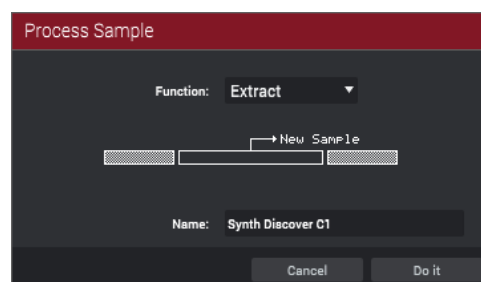 Process Sample
Function: Extract
New Sample
Name: Synth Discover C1
Cancel Do it